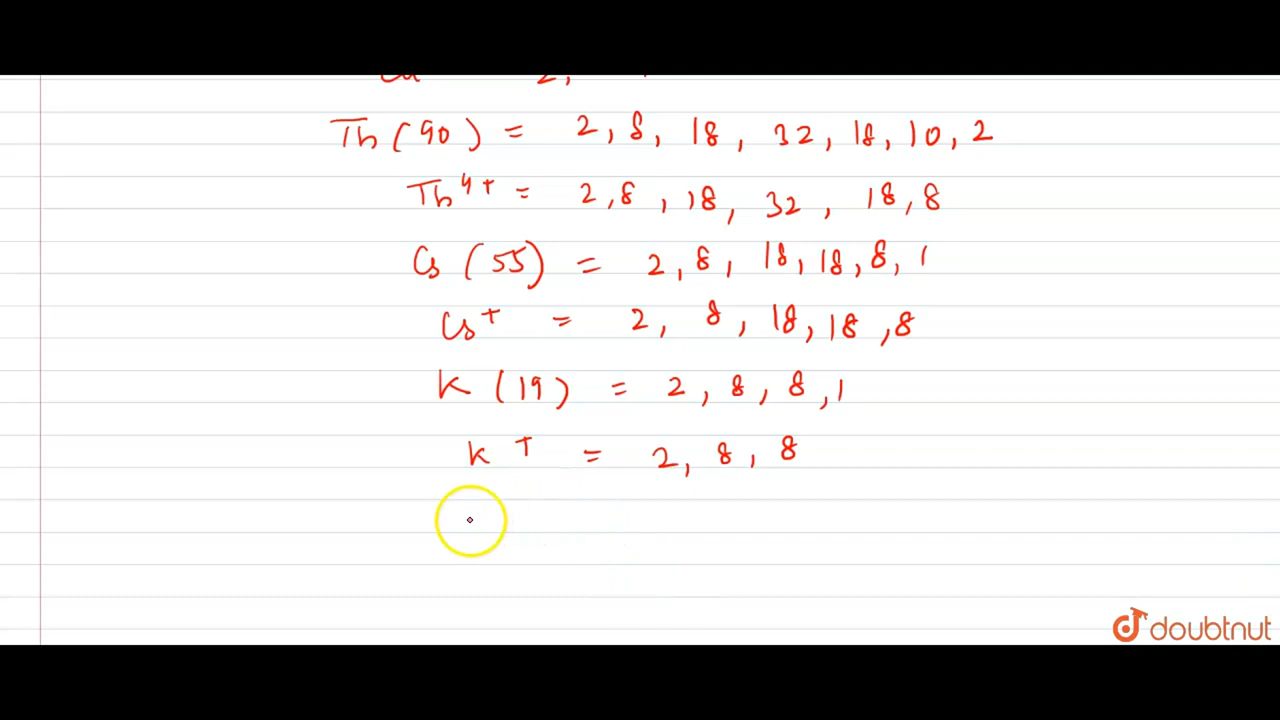 Th (90) = 2, 8, 18, 32, 18, 10, 2
Th⁴⁺ = 2, 8, 18, 32, 18, 8
Cs (55) = 2, 8, 18, 18, 8, 1
Cs⁺ = 2, 8, 18, 18, 8
K (19) = 2, 8, 8, 1
K⁺ = 2, 8, 8
doubtnut